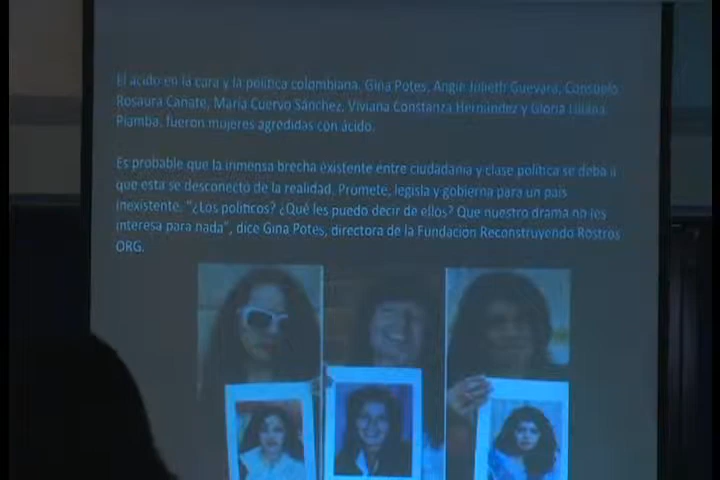 El ácido en la cara y la política colombiana. Gina Potes, Angie Julieth Guevara, Consuelo
Rosaura Cañate, María Cuervo Sánchez, Viviana Constanza Hernández y Gloria Liliana
Piamba, fueron mujeres agredidas con ácido.
Es probable que la inmensa brecha existente entre ciudadanía y clase política se deba a
que esta se desconectó de la realidad. Promete, legisla y gobierna para un país
inexistente. "¿Los políticos? ¿Qué les puedo decir de ellos? Que nuestro drama no les
interesa para nada", dice Gina Potes, directora de la Fundación Reconstruyendo Rostros
ORG.